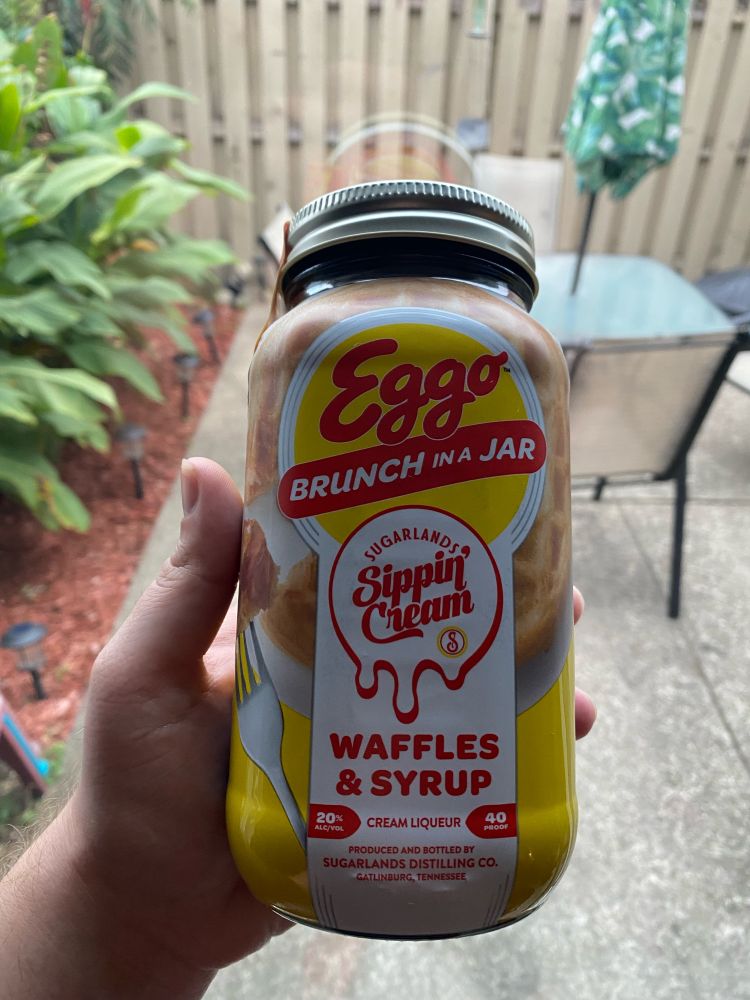 Eggo™
BRUNCH IN A JAR
SUGARLANDS®
Sippin'
Cream
S
WAFFLES
& SYRUP
20%
ALC/VOL
CREAM LIQUEUR
40
PROOF
PRODUCED AND BOTTLED BY
SUGARLANDS DISTILLING CO.
GATLINBURG, TENNESSEE